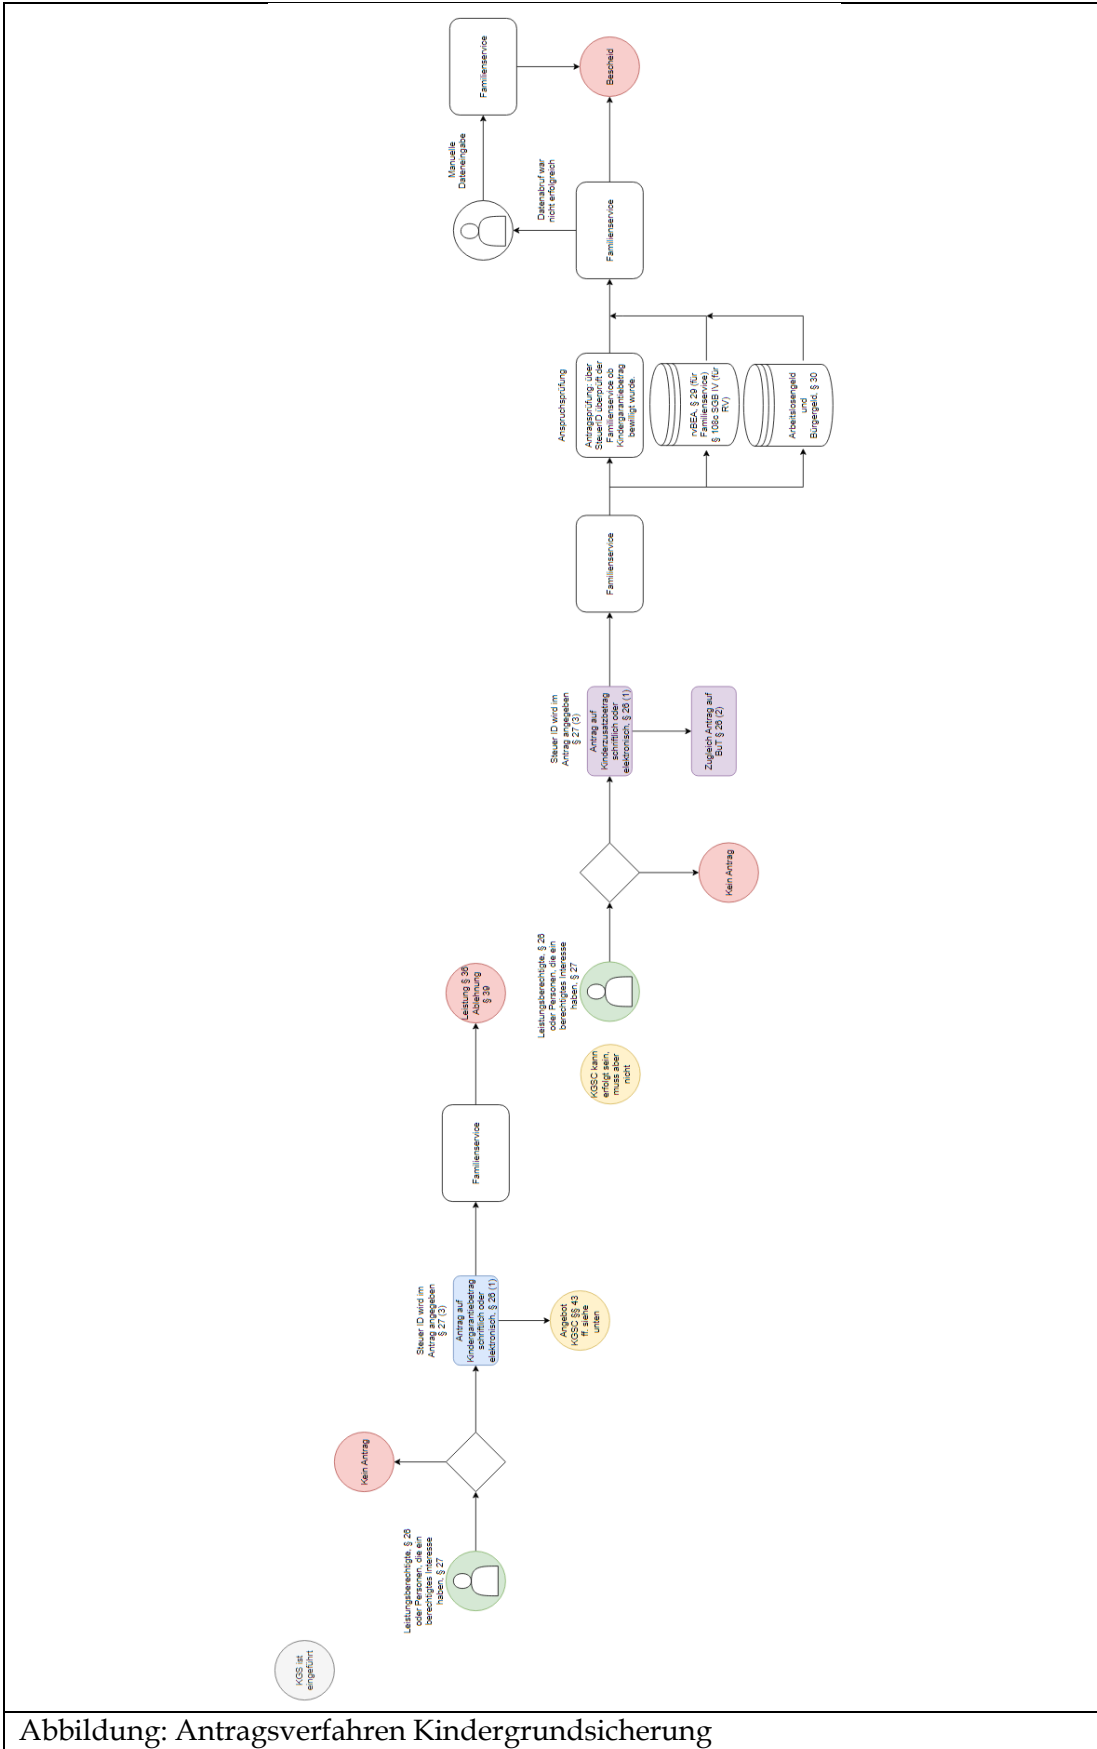 KGS ist
eingeführt
Leistungsberechtigte, § 26
oder Personen, die ein
berechtigtes Interesse
haben, § 27
Kein Antrag
Steuer ID wird im
Antrag angegeben
§ 27 (3)
Antrag auf
Kindergarantiebetrag
schriftlich oder
elektronisch, § 26 (1)
Angebot
KGSC §§ 43
ff. siehe
unten
Familienservice
Leistung § 36
Ablehnung
§ 39
KGSC kann
erfolgt sein,
muss aber
nicht
Leistungsberechtigte, § 26
oder Personen, die ein
berechtigtes Interesse
haben, § 27
Kein Antrag
Steuer ID wird im
Antrag angegeben
§ 27 (3)
Antrag auf
Kinderzusatzbetrag
schriftlich oder
elektronisch, § 26 (1)
Zugleich Antrag auf
BuT § 26 (2)
Familienservice
Anspruchsprüfung
Antragsprüfung: über
SteuerID überprüft der
Familienservice ob
Kindergarantiebetrag
bewilligt wurde.
rvBEA, § 29 (für
Familienservice)
§ 108c SGB IV (für
RV)
Arbeitslosengeld
und
Bürgergeld, § 30
Familienservice
Datenabruf war
nicht erfolgreich
Manuelle
Dateneingabe
Familienservice
Bescheid
Abbildung: Antragsverfahren Kindergrundsicherung